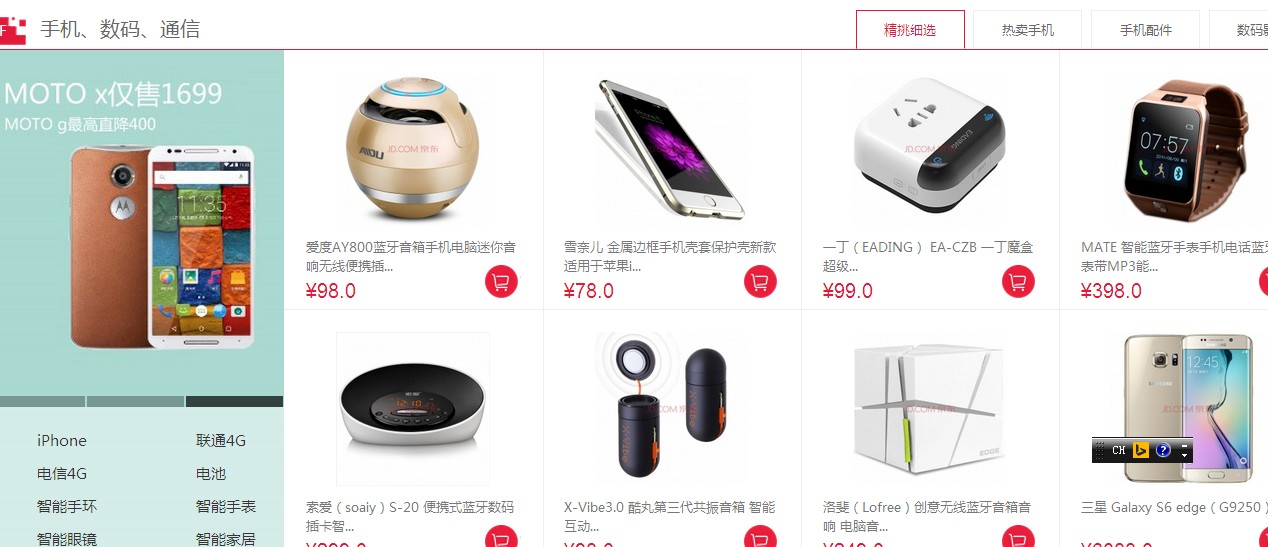 手机、数码、通信
精挑细选
热卖手机
手机配件
MOTO x仅售1699
MOTO g最高直降400
11:35
iPhone
联通4G
电信4G
电池
智能手环
智能手表
智能眼镜
智能家居
AIDU
JD.COM 京东
爱度AY800蓝牙音箱手机电脑迷你音
响无线便携插...
¥98.0
雪奈儿 金属边框手机壳套保护壳新款
适用于苹果i...
¥78.0
EADING
JD.COM 京东
一丁（EADING） EA-CZB 一丁魔盒
超级...
¥99.0
07:57
JD.COM 京东
MATE 智能蓝牙手表手机电话蓝
表带MP3能...
¥398.0
12:10
JD.COM 京东
索爱（soaiy）S-20 便携式蓝牙数码
插卡智...
X-Vibe
JD.COM 京东
X-Vibe3.0 酷丸第三代共振音箱 智能
互动...
JD.COM 京东
EDGE
洛斐（Lofree）创意无线蓝牙音箱音
响 电脑音...
12:45
SAMSUNG
JD.COM 京东
CH
三星 Galaxy S6 edge（G9250）